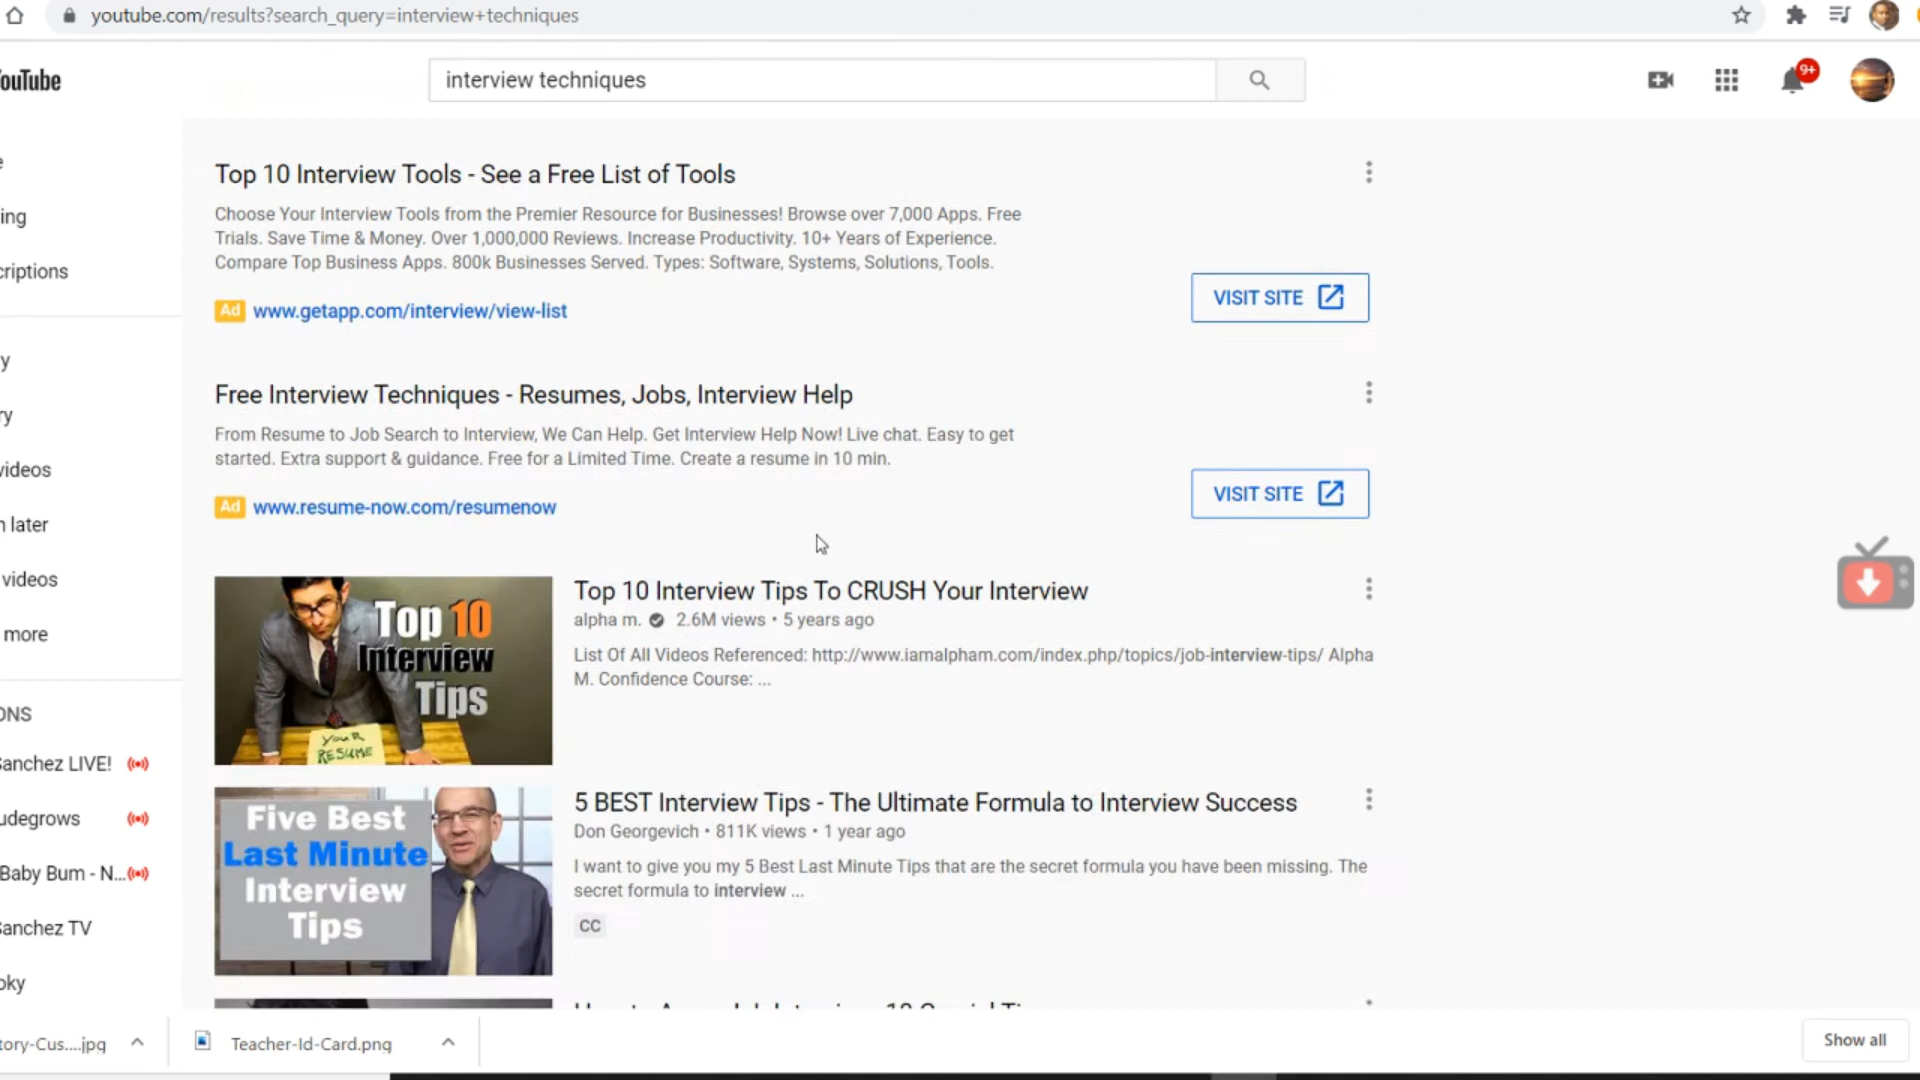 youtube.com/results?search_query=interview+techniques
ouTube
interview techniques
9+
e
ing
criptions
y
ry
videos
n later
videos
more
ONS
Sanchez LIVE!
udegrows
Baby Bum - N...
Sanchez TV
oky
Top 10 Interview Tools - See a Free List of Tools
Choose Your Interview Tools from the Premier Resource for Businesses! Browse over 7,000 Apps. Free
Trials. Save Time & Money. Over 1,000,000 Reviews. Increase Productivity. 10+ Years of Experience.
Compare Top Business Apps. 800k Businesses Served. Types: Software, Systems, Solutions, Tools.
Ad www.getapp.com/interview/view-list
VISIT SITE
Free Interview Techniques - Resumes, Jobs, Interview Help
From Resume to Job Search to Interview, We Can Help. Get Interview Help Now! Live chat. Easy to get
started. Extra support & guidance. Free for a Limited Time. Create a resume in 10 min.
Ad www.resume-now.com/resumenow
VISIT SITE
Top 10
Interview
Tips
YOUR
RESUME
Top 10 Interview Tips To CRUSH Your Interview
alpha m. 2.6M views • 5 years ago
List Of All Videos Referenced: http://www.iamalpham.com/index.php/topics/job-interview-tips/ Alpha
M. Confidence Course: ...
Five Best
Last Minute
Interview
Tips
5 BEST Interview Tips - The Ultimate Formula to Interview Success
Don Georgevich • 811K views • 1 year ago
I want to give you my 5 Best Last Minute Tips that are the secret formula you have been missing. The
secret formula to interview ...
CC
tory-Cus....jpg
Teacher-Id-Card.png
Show all